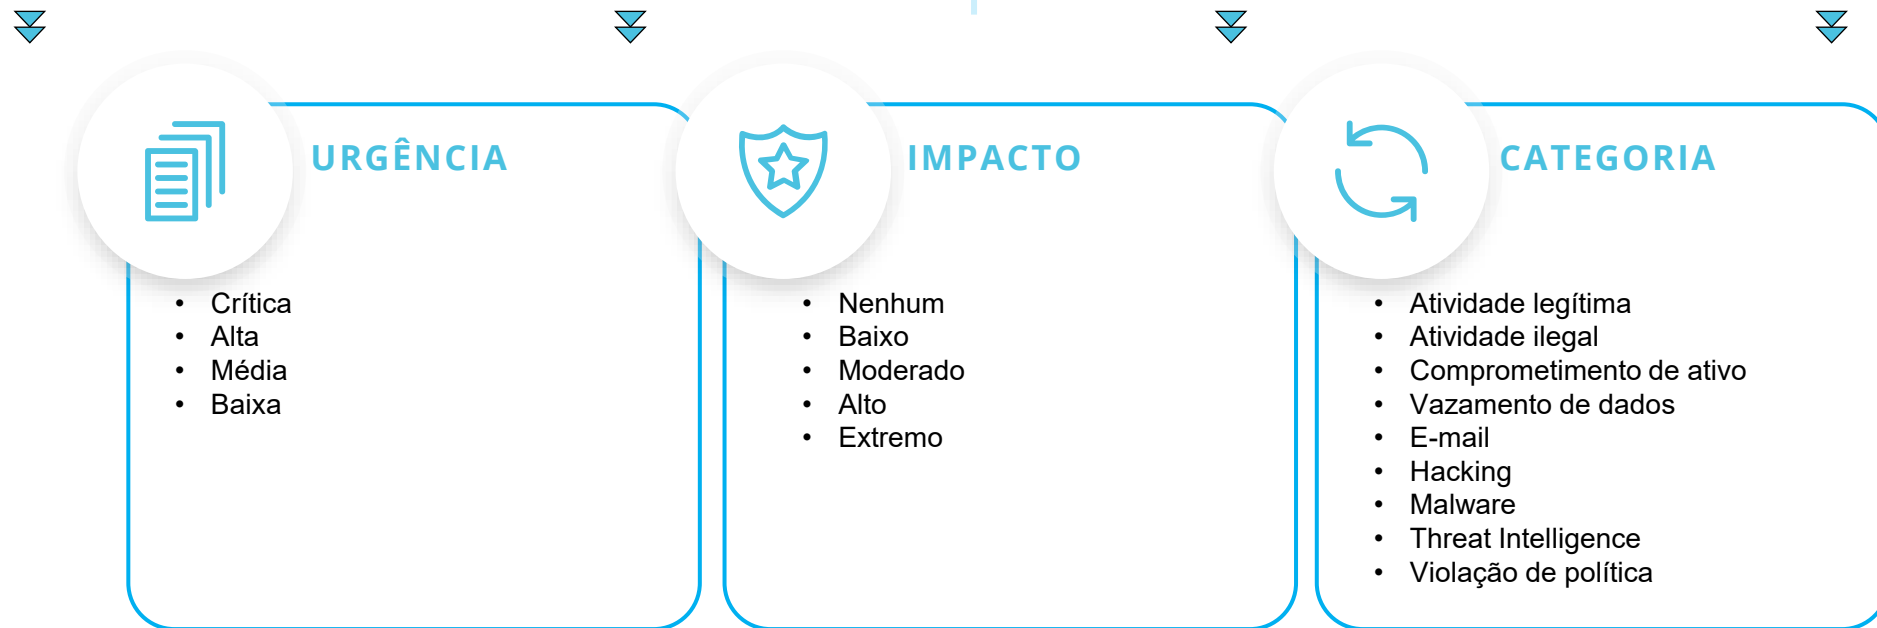 URGÊNCIA
• Crítica
• Alta
• Média
• Baixa
IMPACTO
• Nenhum
• Baixo
• Moderado
• Alto
• Extremo
CATEGORIA
• Atividade legítima
• Atividade ilegal
• Comprometimento de ativo
• Vazamento de dados
• E-mail
• Hacking
• Malware
• Threat Intelligence
• Violação de política